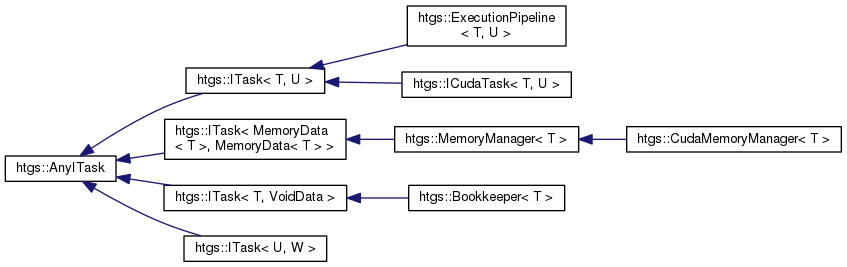 htgs::ExecutionPipeline
< T, U >
htgs::ITask< T, U >
htgs::ICudaTask< T, U >
htgs::ITask< MemoryData
< T >, MemoryData< T > >
htgs::MemoryManager< T >
htgs::CudaMemoryManager< T >
htgs::AnyITask
htgs::ITask< T, VoidData >
htgs::Bookkeeper< T >
htgs::ITask< U, W >